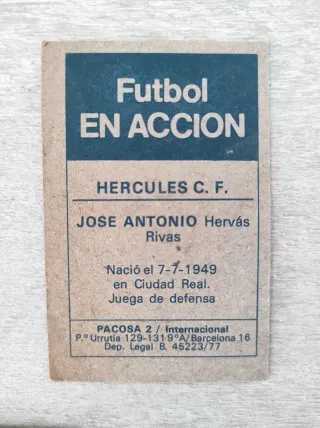 Futbol
EN ACCION
HERCULES C. F.
JOSE ANTONIO Hervás
Rivas
Nació el 7-7-1949
en Ciudad Real.
Juega de defensa
PACOSA 2 / Internacional
P.º Urrutia 129-131 9º A/Barcelona 16
Dep. Legal B. 45223/77